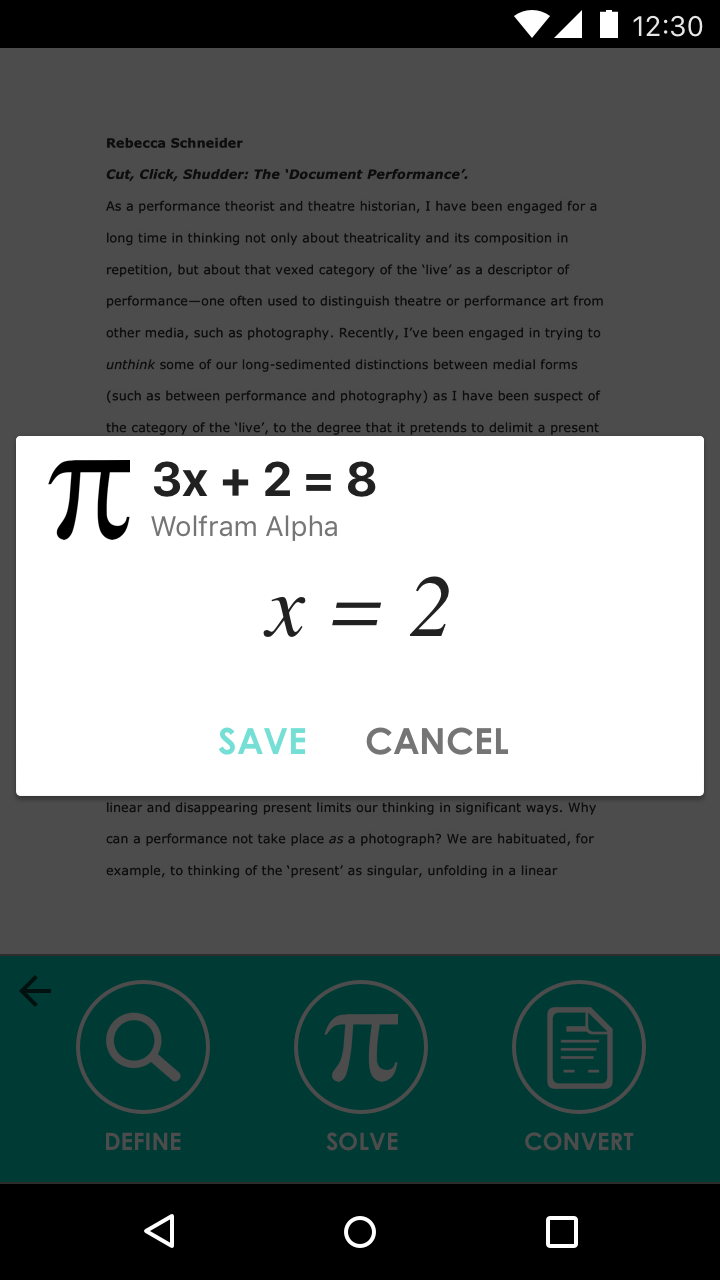 12:30
Rebecca Schneider
Cut, Click, Shudder: The ‘Document Performance’.
As a performance theorist and theatre historian, I have been engaged for a
long time in thinking not only about theatricality and its composition in
repetition, but about that vexed category of the ‘live’ as a descriptor of
performance—one often used to distinguish theatre or performance art from
other media, such as photography. Recently, I’ve been engaged in trying to
unthink some of our long-sedimented distinctions between medial forms
(such as between performance and photography) as I have been suspect of
the category of the ‘live’, to the degree that it pretends to delimit a present
π
3x + 2 = 8
Wolfram Alpha
x = 2
SAVE CANCEL
linear and disappearing present limits our thinking in significant ways. Why
can a performance not take place as a photograph? We are habituated, for
example, to thinking of the ‘present’ as singular, unfolding in a linear
π
DEFINE SOLVE CONVERT